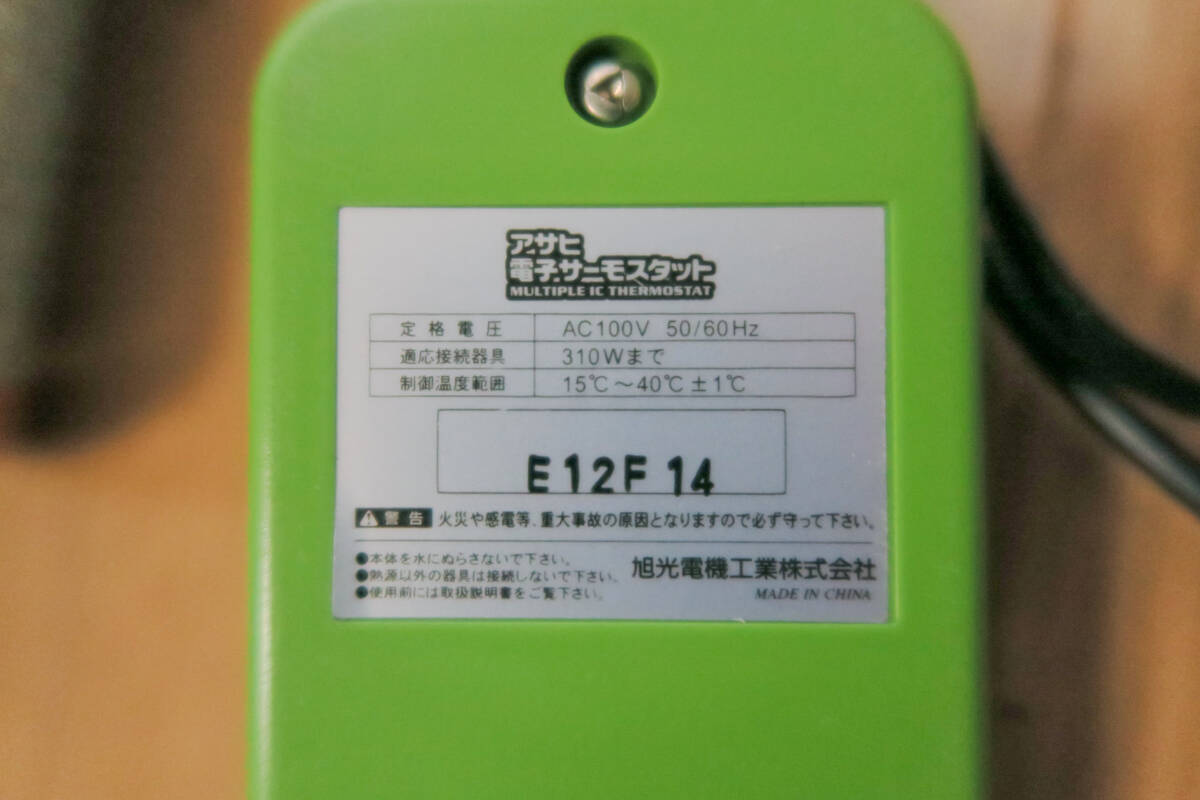 アサヒ
電子サーモスタット
MULTIPLE IC THERMOSTAT
定格電圧 AC100V 50/60Hz
適応接続器具 310Wまで
制御温度範囲 15℃～40℃±1℃
E12F 14
警告 火災や感電等、重大事故の原因となりますので必ず守って下さい。
●本体を水にぬらさないで下さい。
●熱源以外の器具は接続しないで下さい。
●使用前には取扱説明書をご覧下さい。
旭光電機工業株式会社
MADE IN CHINA